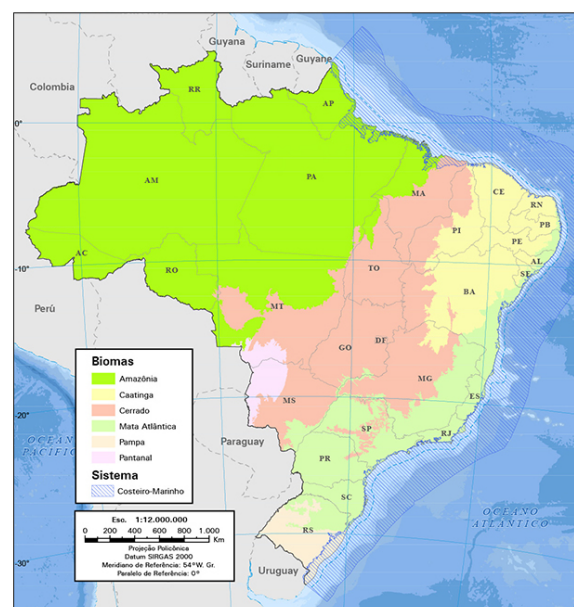 Guyana
Suriname
Guyane
Colombia
RR
AP
0°
AM
PA
MA
CE
RN
PB
PI
PE
AL
SE
AC
RO
TO
BA
-10°
Perú
MT
GO
DF
MG
ES
MS
SP
RJ
-20°
Paraguay
PR
SC
RS
OCEANO
PACÍFICO
OCEANO
ATLÂNTICO
-30°
Uruguay
Biomas
Amazônia
Caatinga
Cerrado
Mata Atlântica
Pampa
Pantanal
Sistema
Costeiro-Marinho
Esc. 1:12.000.000
0 200 400 600 800 1.000
Km
Projeção Policônica
Datum SIRGAS 2000
Meridiano de Referência: 54°W. Gr.
Paralelo de Referência: 0°